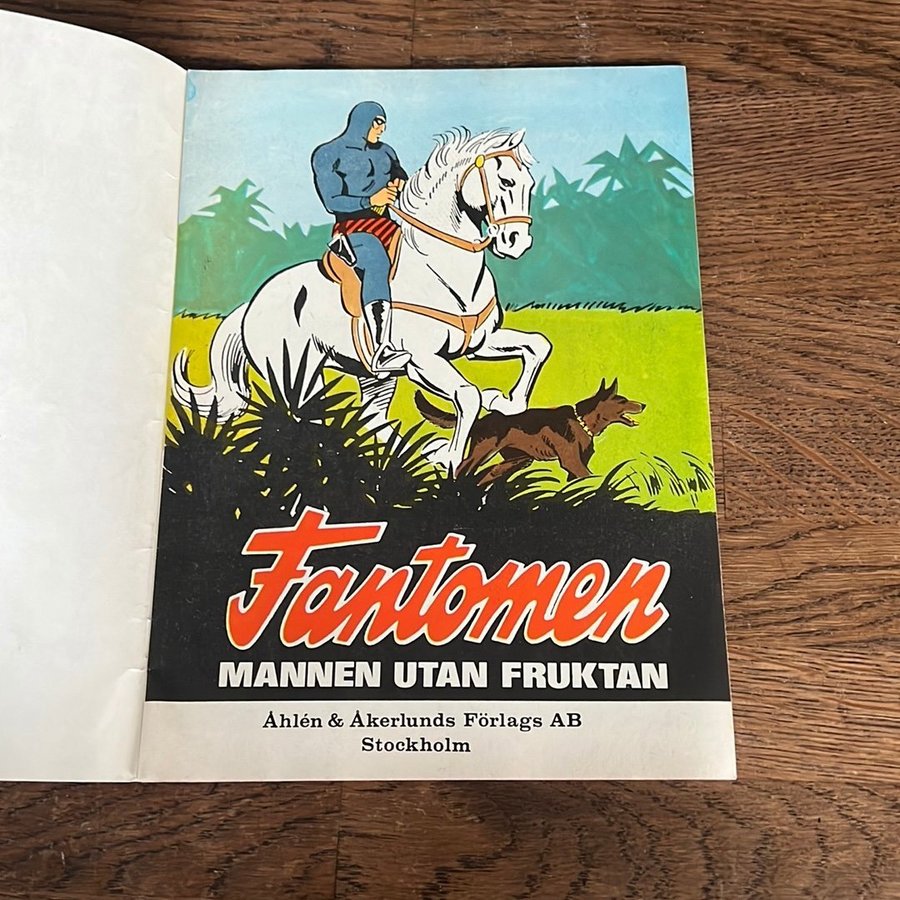 Fantomen
MANNEN UTAN FRUKTAN
Åhlén & Åkerlunds Förlags AB
Stockholm